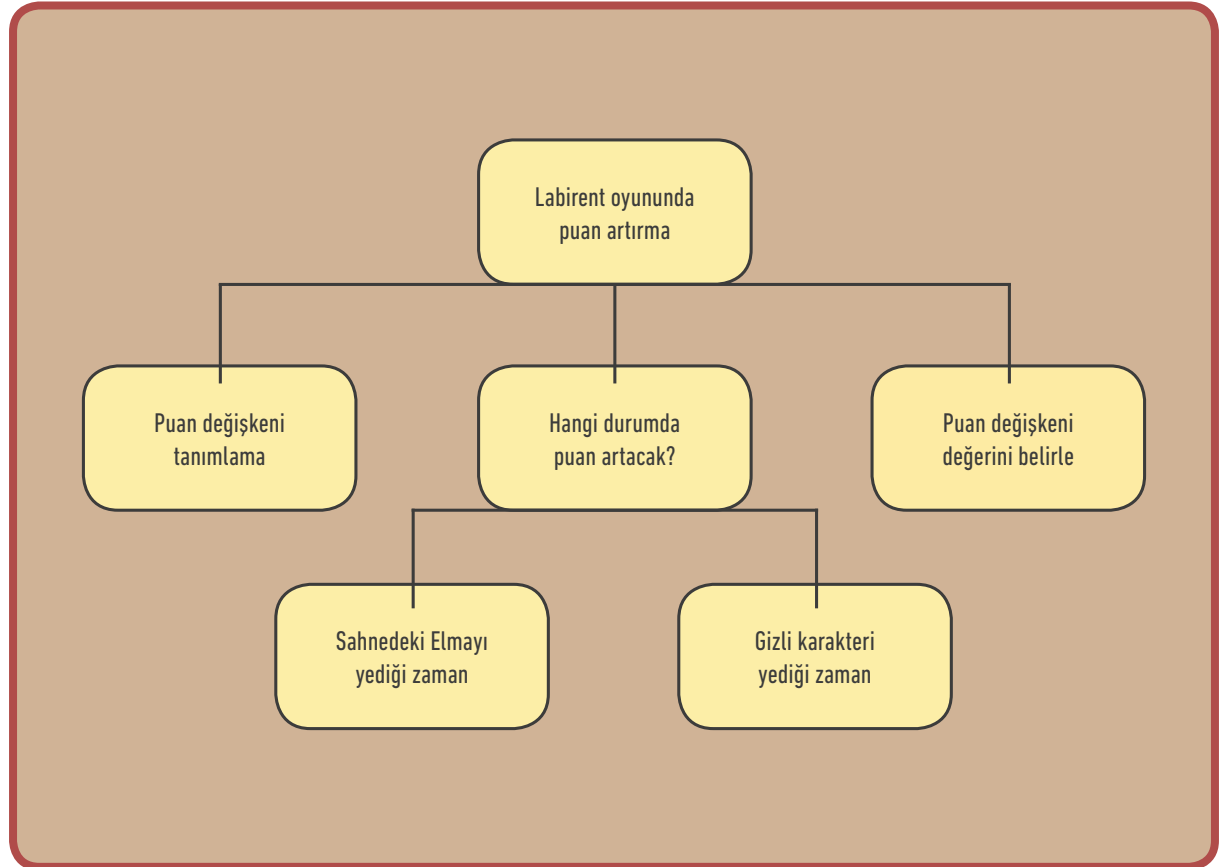 Labirent oyununda
puan artırma
Puan değişkeni
tanımlama
Hangi durumda
puan artacak?
Puan değişkeni
değerini belirle
Sahnedeki Elmayı
yediği zaman
Gizli karakteri
yediği zaman